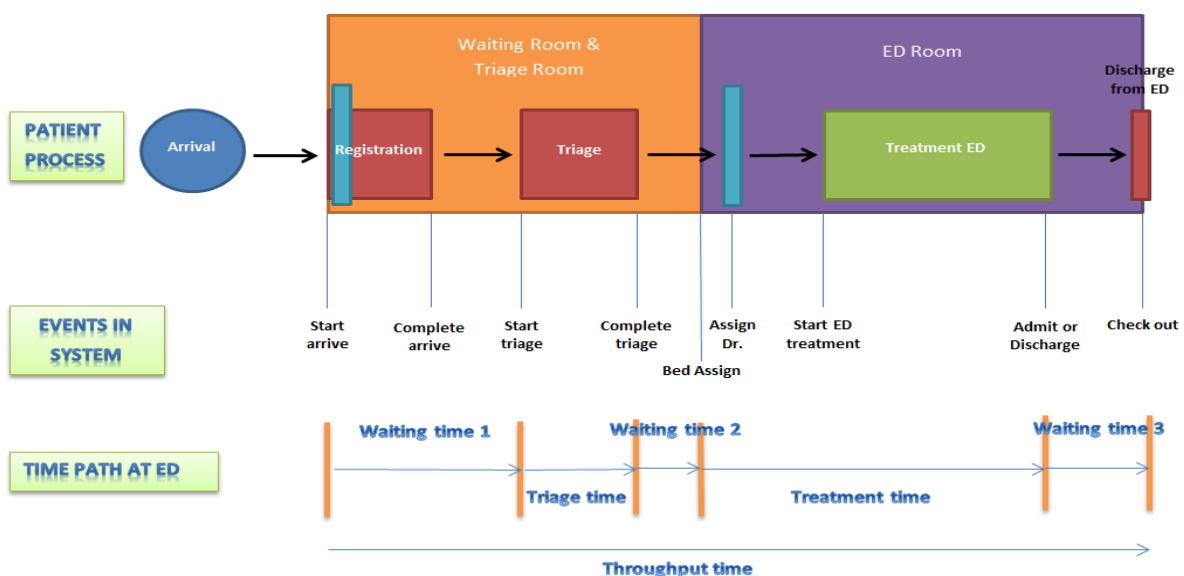 Waiting Room &
Triage Room
ED Room
Discharge
from ED
PATIENT
PROCESS
Arrival
Registration
Triage
Treatment ED
EVENTS IN
SYSTEM
Start
arrive
Complete
arrive
Start
triage
Complete
triage
Bed Assign
Assign
Dr.
Start ED
treatment
Admit or
Discharge
Check out
TIME PATH AT ED
Waiting time 1
Waiting time 2
Waiting time 3
Triage time
Treatment time
Throughput time